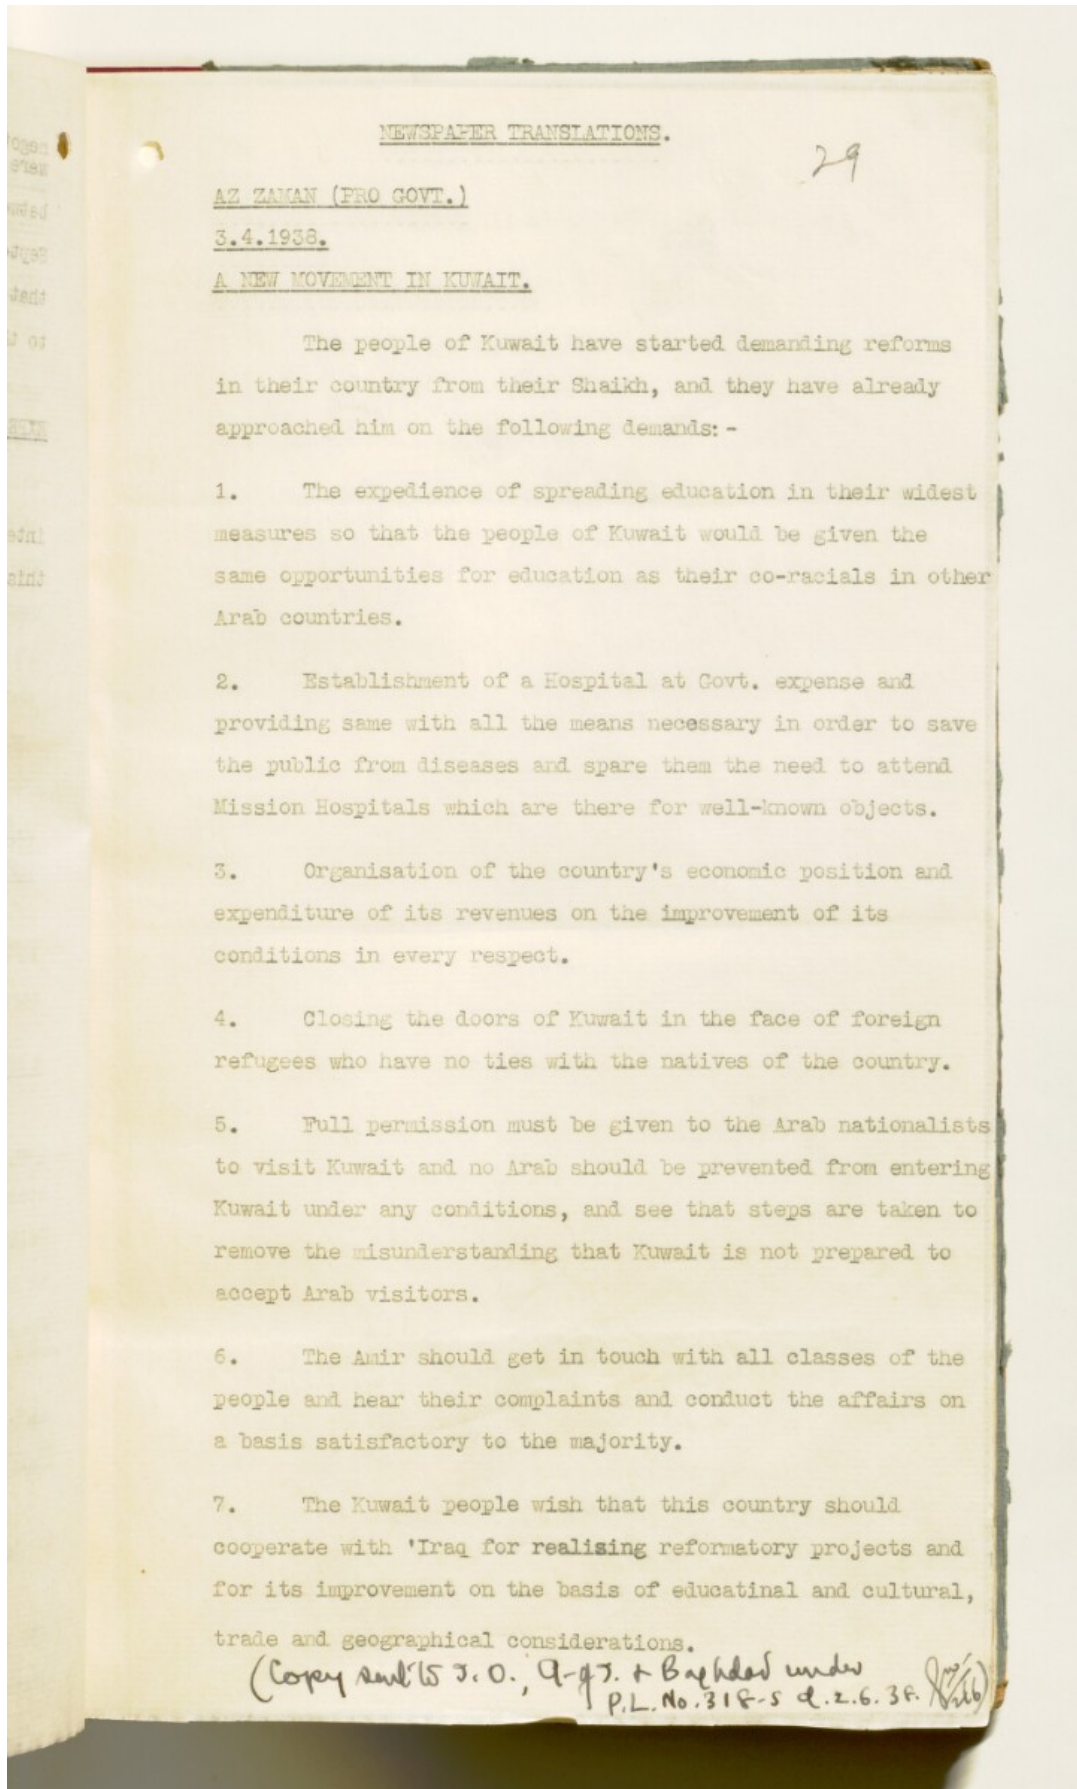 NEWSPAPER TRANSLATIONS.
29
AZ ZAMAN (PRO GOVT.)
3.4.1938.
A NEW MOVEMENT IN KUWAIT.
The people of Kuwait have started demanding reforms
in their country from their Shaikh, and they have already
approached him on the following demands: -
1. The expedience of spreading education in their widest
measures so that the people of Kuwait would be given the
same opportunities for education as their co-racials in other
Arab countries.
2. Establishment of a Hospital at Govt. expense and
providing same with all the means necessary in order to save
the public from diseases and spare them the need to attend
Mission Hospitals which are there for well-known objects.
3. Organisation of the country's economic position and
expenditure of its revenues on the improvement of its
conditions in every respect.
4. Closing the doors of Kuwait in the face of foreign
refugees who have no ties with the natives of the country.
5. Full permission must be given to the Arab nationalists
to visit Kuwait and no Arab should be prevented from entering
Kuwait under any conditions, and see that steps are taken to
remove the misunderstanding that Kuwait is not prepared to
accept Arab visitors.
6. The Amir should get in touch with all classes of the
people and hear their complaints and conduct the affairs on
a basis satisfactory to the majority.
7. The Kuwait people wish that this country should
cooperate with 'Iraq for realising reformatory projects and
for its improvement on the basis of educatinal and cultural,
trade and geographical considerations.
(Copy sent to I.O., & Baghdad under
P.L. No. 318-S d. 2.6.38.